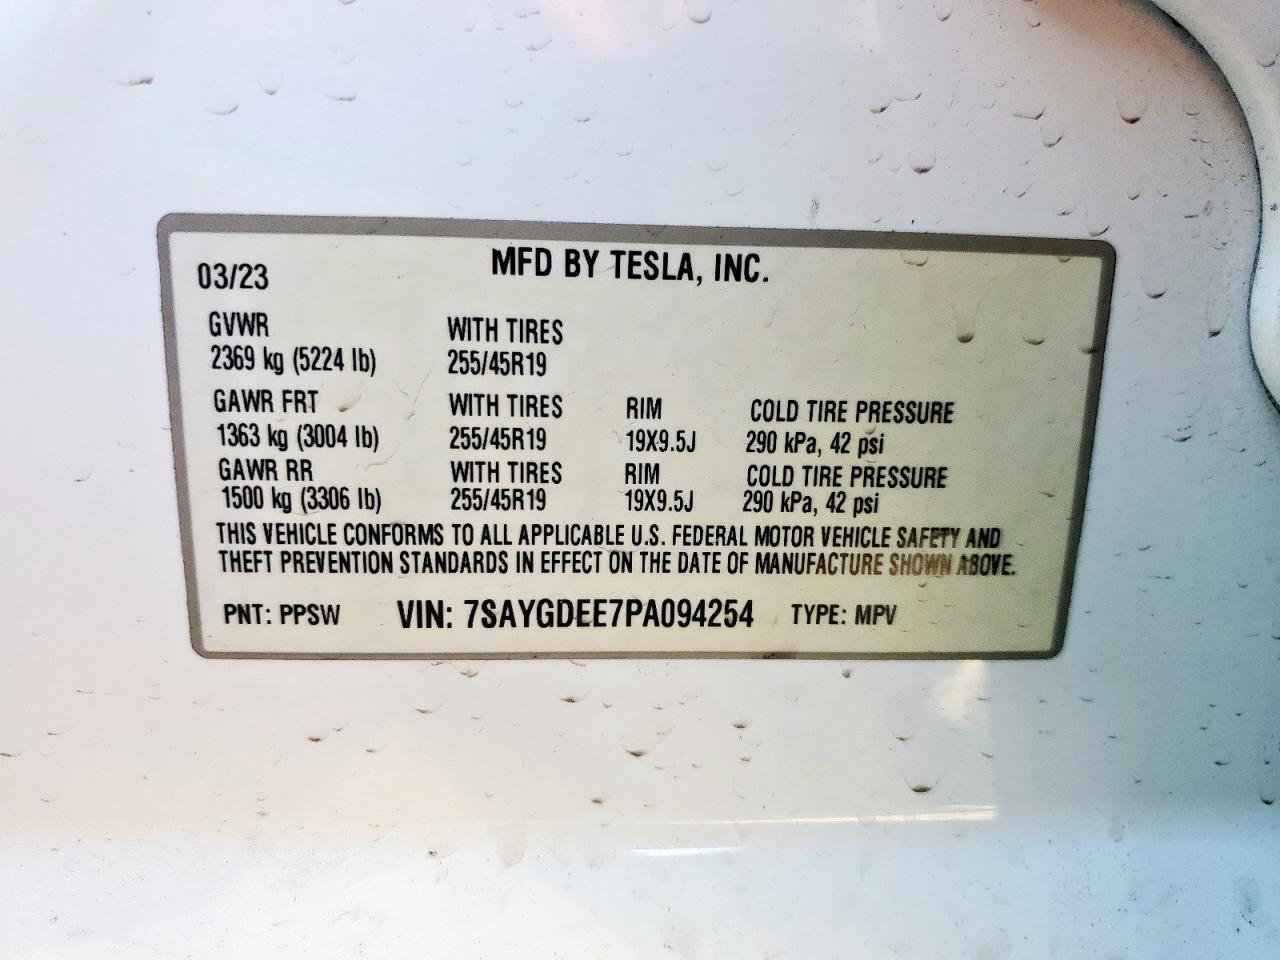 MFD BY TESLA, INC.
03/23
GVWR WITH TIRES
2369 kg (5224 lb) 255/45R19
GAWR FRT WITH TIRES RIM COLD TIRE PRESSURE
1363 kg (3004 lb) 255/45R19 19X9.5J 290 kPa, 42 psi
GAWR RR WITH TIRES RIM COLD TIRE PRESSURE
1500 kg (3306 lb) 255/45R19 19X9.5J 290 kPa, 42 psi
THIS VEHICLE CONFORMS TO ALL APPLICABLE U.S. FEDERAL MOTOR VEHICLE SAFETY AND
THEFT PREVENTION STANDARDS IN EFFECT ON THE DATE OF MANUFACTURE SHOWN ABOVE.
PNT: PPSW VIN: 7SAYGDEE7PA094254 TYPE: MPV